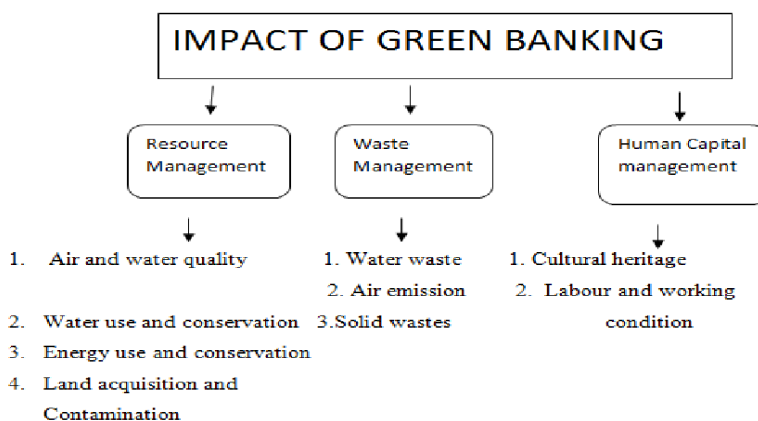 IMPACT OF GREEN BANKING
Resource
Management
Waste
Management
Human Capital
management
1. Air and water quality
2. Water use and conservation
3. Energy use and conservation
4. Land acquisition and
Contamination
1. Water waste
2. Air emission
3.Solid wastes
1. Cultural heritage
2. Labour and working
condition